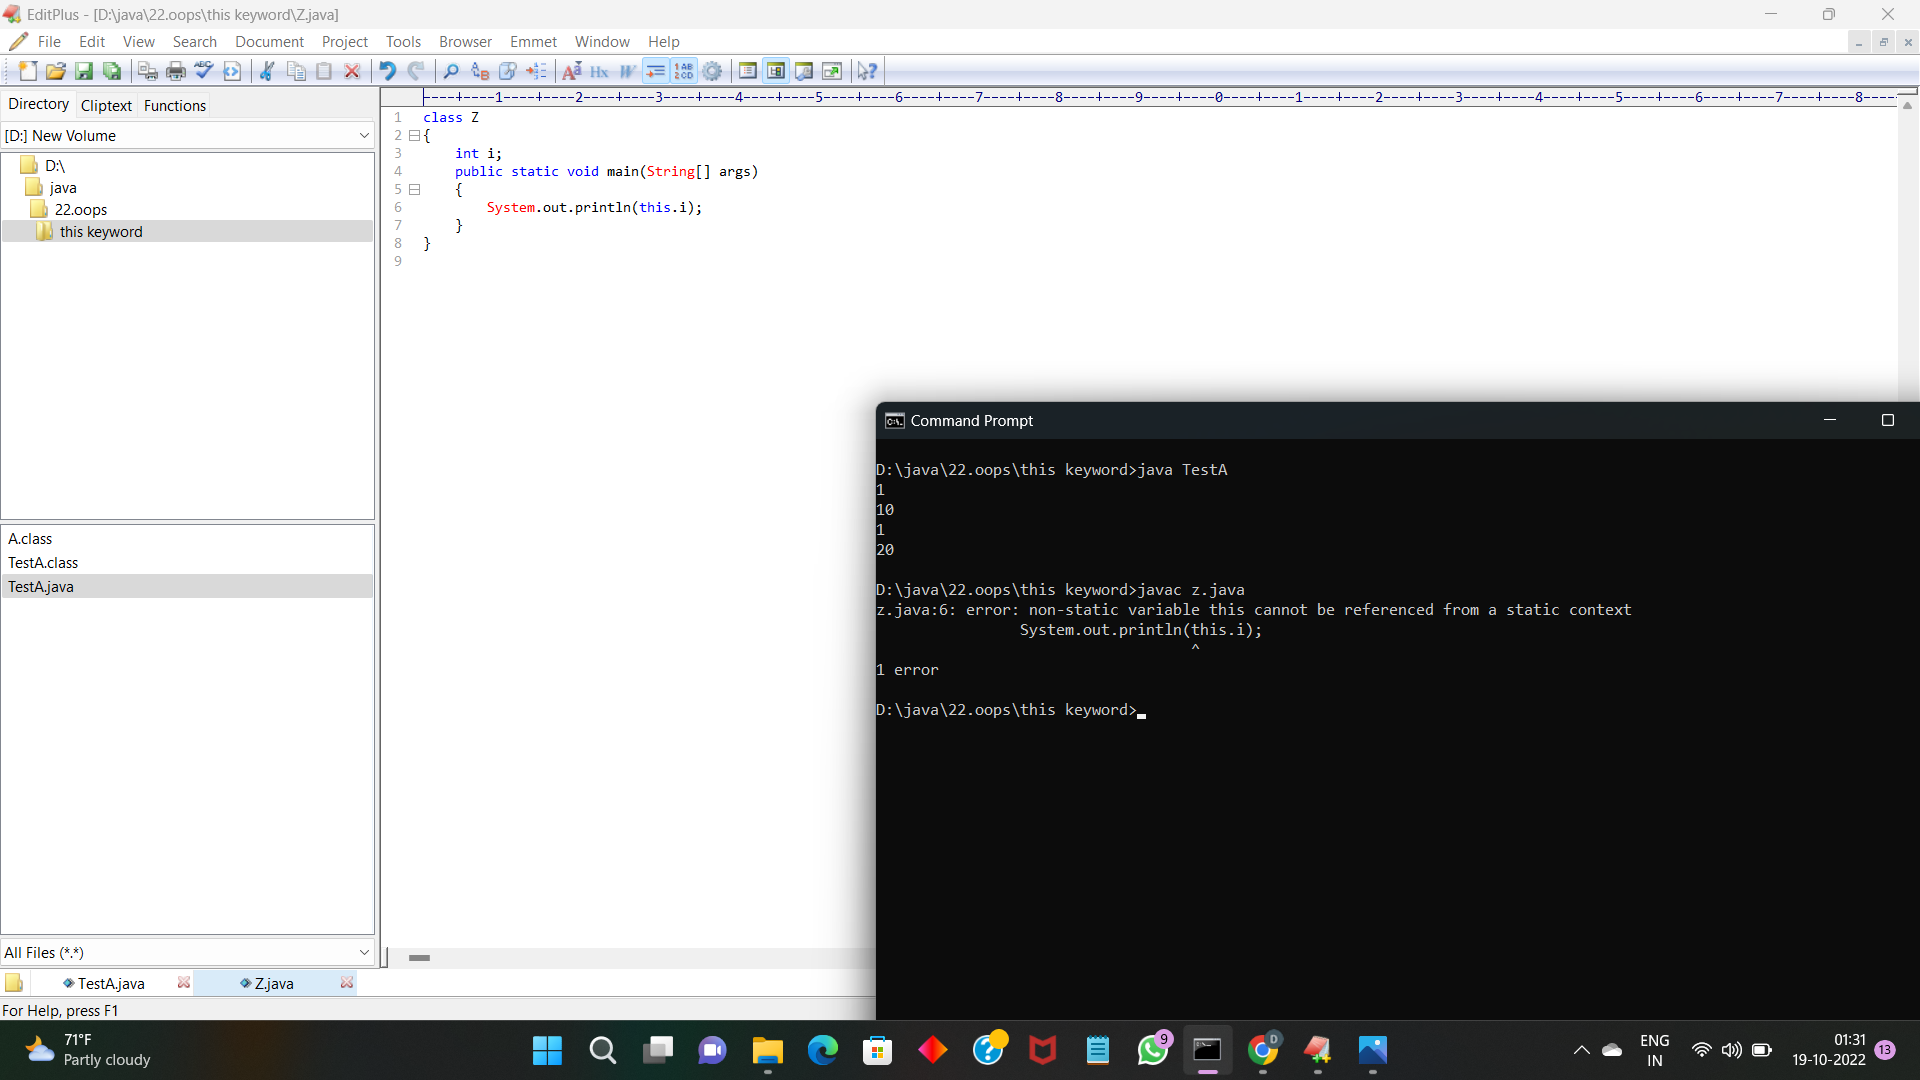 EditPlus - [D:\java\22.oops\this keyword\Z.java]
File Edit View Search Document Project Tools Browser Emmet Window Help
Directory Cliptext Functions
[D:] New Volume
D:\
java
22.oops
this keyword
A.class
TestA.class
TestA.java
All Files (*.*)
----+----1----+----2----+----3----+----4----+----5----+----6----+----7----+----8----+----9----+----0----+----1----+----2----+----3----+----4----+----5----+----6----+----7----+----8----
1 class Z
2 {
3 int i;
4 public static void main(String[] args)
5 {
6 System.out.println(this.i);
7 }
8 }
9
Command Prompt
D:\java\22.oops\this keyword>java TestA
1
10
1
20
D:\java\22.oops\this keyword>javac z.java
z.java:6: error: non-static variable this cannot be referenced from a static context
System.out.println(this.i);
^
1 error
D:\java\22.oops\this keyword>
TestA.java Z.java
For Help, press F1
71°F
Partly cloudy
9
D
ENG
IN
01:31
19-10-2022
13